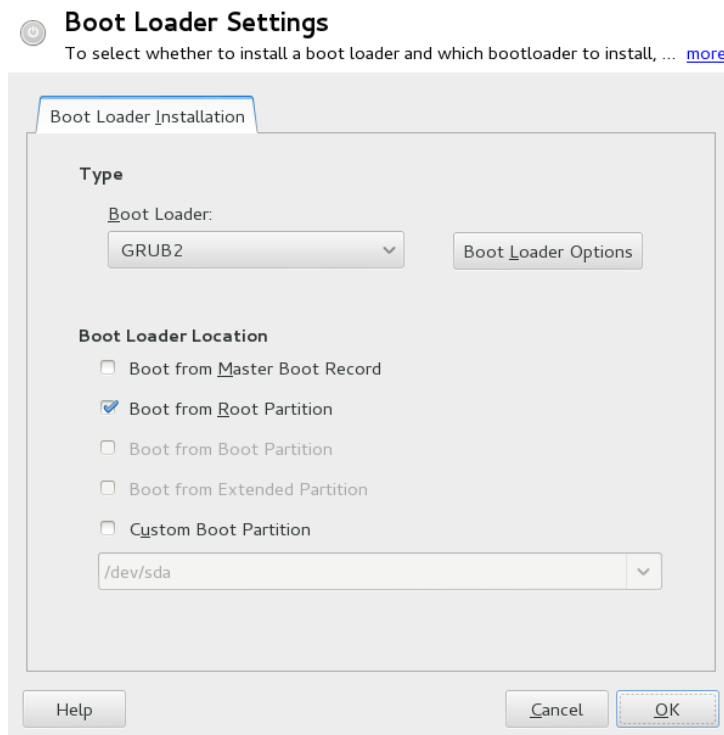 Boot Loader Settings
To select whether to install a boot loader and which bootloader to install, ... more
Boot Loader Installation
Type
Boot Loader:
GRUB2
Boot Loader Options
Boot Loader Location
Boot from Master Boot Record
Boot from Root Partition
Boot from Boot Partition
Boot from Extended Partition
Custom Boot Partition
/dev/sda
Help
Cancel
OK